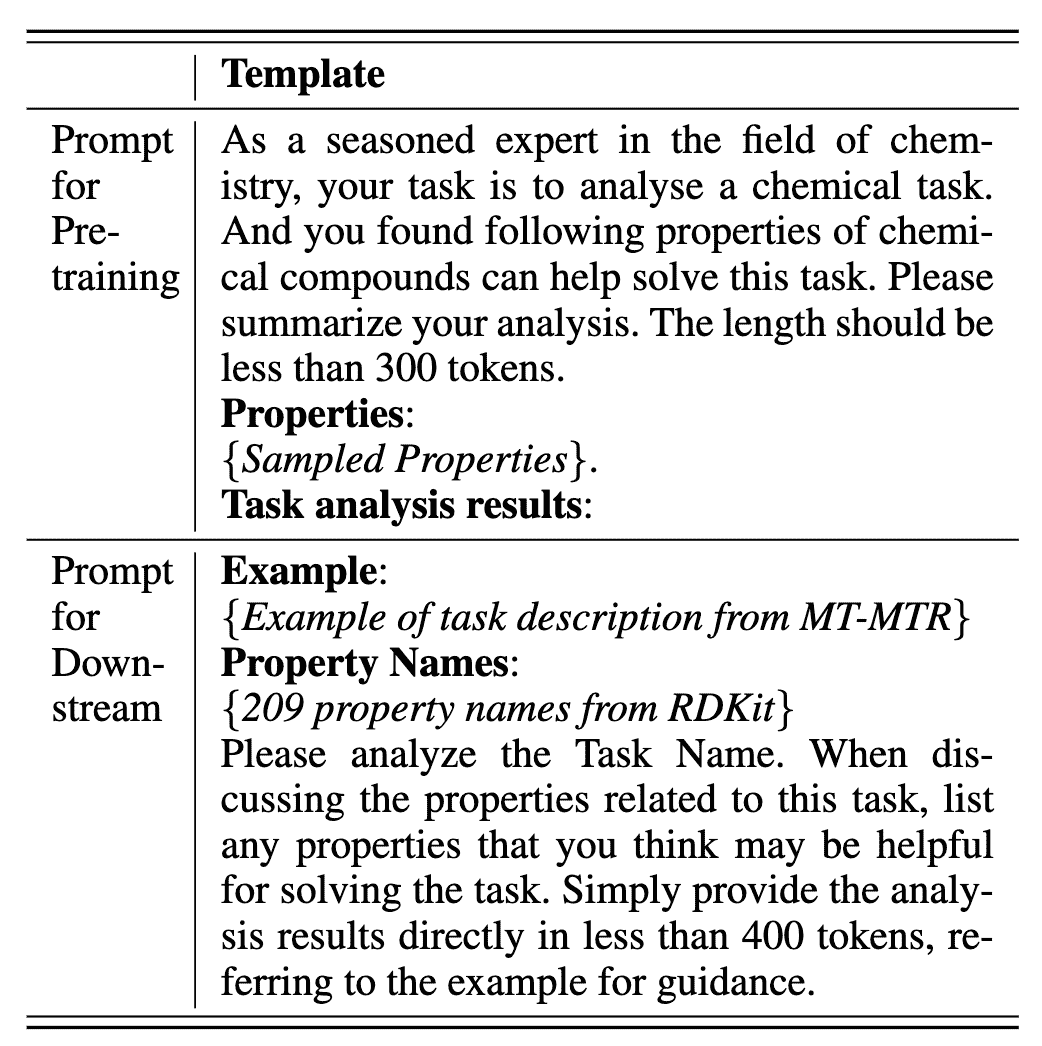 Template
Prompt
for
Pre-
training
As a seasoned expert in the field of chem-
istry, your task is to analyse a chemical task.
And you found following properties of chemi-
cal compounds can help solve this task. Please
summarize your analysis. The length should be
less than 300 tokens.
Properties:
{Sampled Properties}.
Task analysis results:
Prompt
for
Down-
stream
Example:
{Example of task description from MT-MTR}
Property Names:
{209 property names from RDKit}
Please analyze the Task Name. When dis-
cussing the properties related to this task, list
any properties that you think may be helpful
for solving the task. Simply provide the analy-
sis results directly in less than 400 tokens, re-
ferring to the example for guidance.